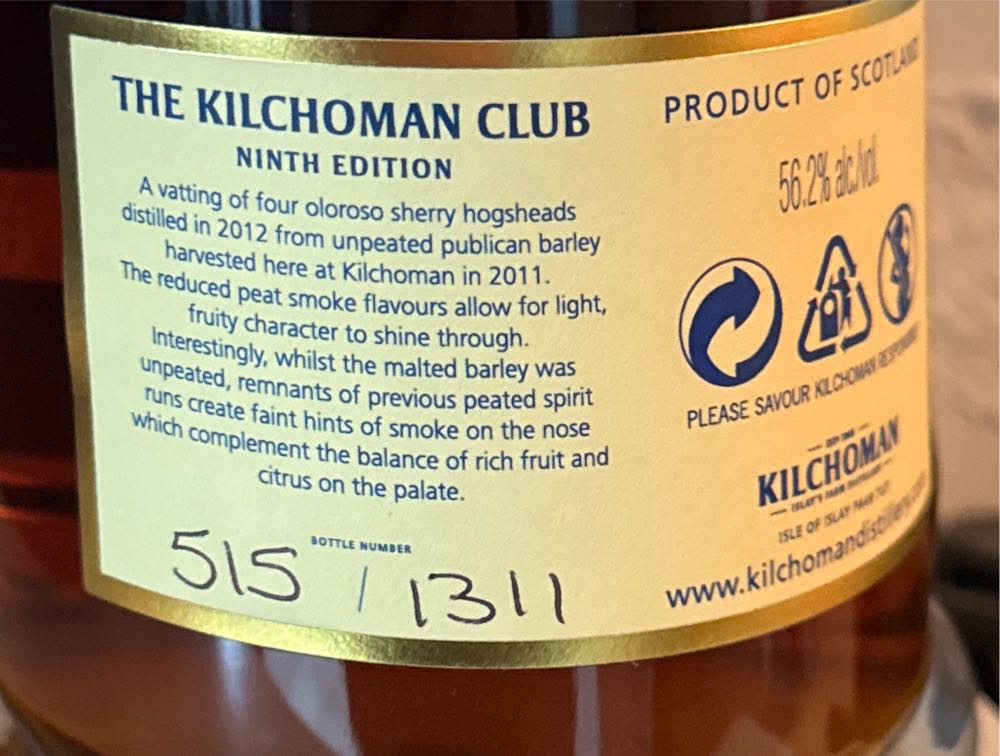 THE KILCHOMAN CLUB
NINTH EDITION
A vatting of four oloroso sherry hogsheads
distilled in 2012 from unpeated publican barley
harvested here at Kilchoman in 2011.
The reduced peat smoke flavours allow for light,
fruity character to shine through.
Interestingly, whilst the malted barley was
unpeated, remnants of previous peated spirit
runs create faint hints of smoke on the nose
which complement the balance of rich fruit and
citrus on the palate.
BOTTLE NUMBER
515 / 1311
PRODUCT OF SCOTLAND
56.2% alc./vol.
PLEASE SAVOUR KILCHOMAN
KILCHOMAN
ISLAY'S FARM DISTILLERY
ISLE OF ISLAY PA49 7UT
www.kilchomandistillery.com